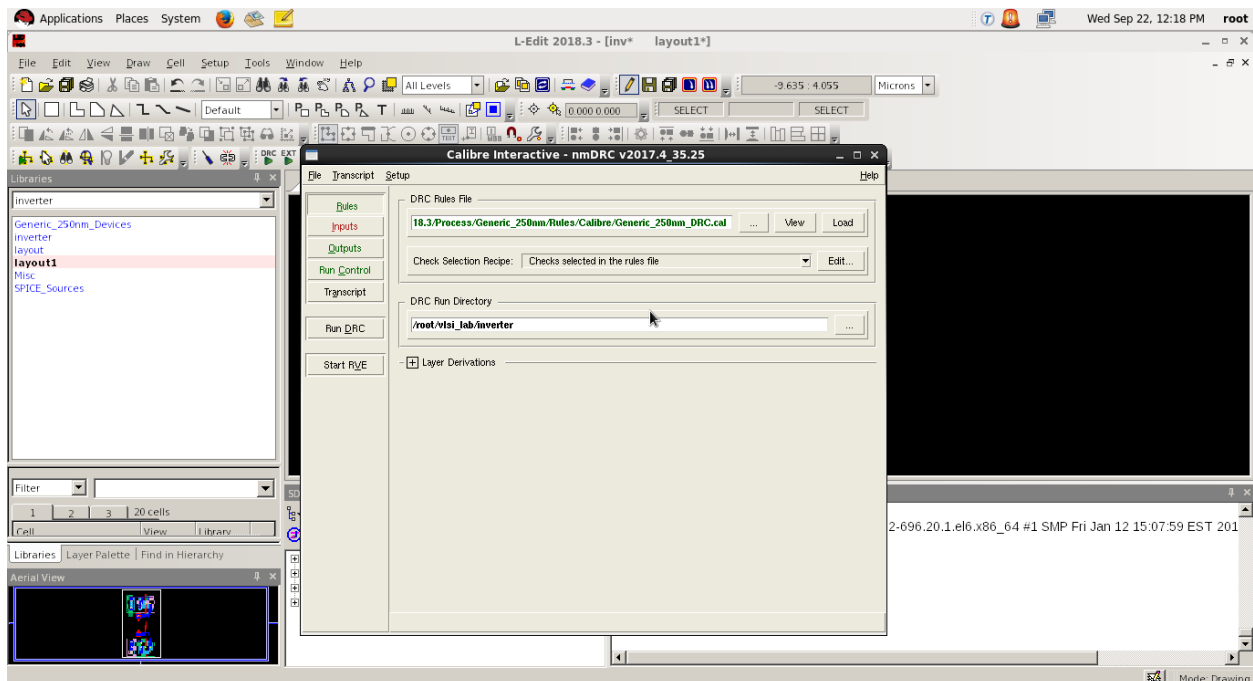 Applications Places System Wed Sep 22, 12:18 PM root
L-Edit 2018.3 - [inv* layout1*]
File Edit View Draw Cell Setup Tools Window Help
All Levels -9.635 : 4.055 Microns
Default T 0.000 0.000 SELECT SELECT
TEST
DRC EXT
Calibre Interactive - nmDRC v2017.4_35.25
File Transcript Setup Help
Libraries
inverter
Generic_250nm_Devices
inverter
layout
layout1
Misc
SPICE_Sources
Rules
Inputs
Outputs
Run Control
Transcript
Run DRC
Start RVE
DRC Rules File
18.3/Process/Generic_250nm/Rules/Calibre/Generic_250nm_DRC.cal ... View Load
Check Selection Recipe: Checks selected in the rules file Edit...
DRC Run Directory
/root/vlsi_lab/inverter ...
Layer Derivations
Filter
1 2 3 20 cells
Cell View Library
Libraries Layer Palette Find in Hierarchy
Aerial View
2-696.20.1.el6.x86_64 #1 SMP Fri Jan 12 15:07:59 EST 201
Mode: Drawing